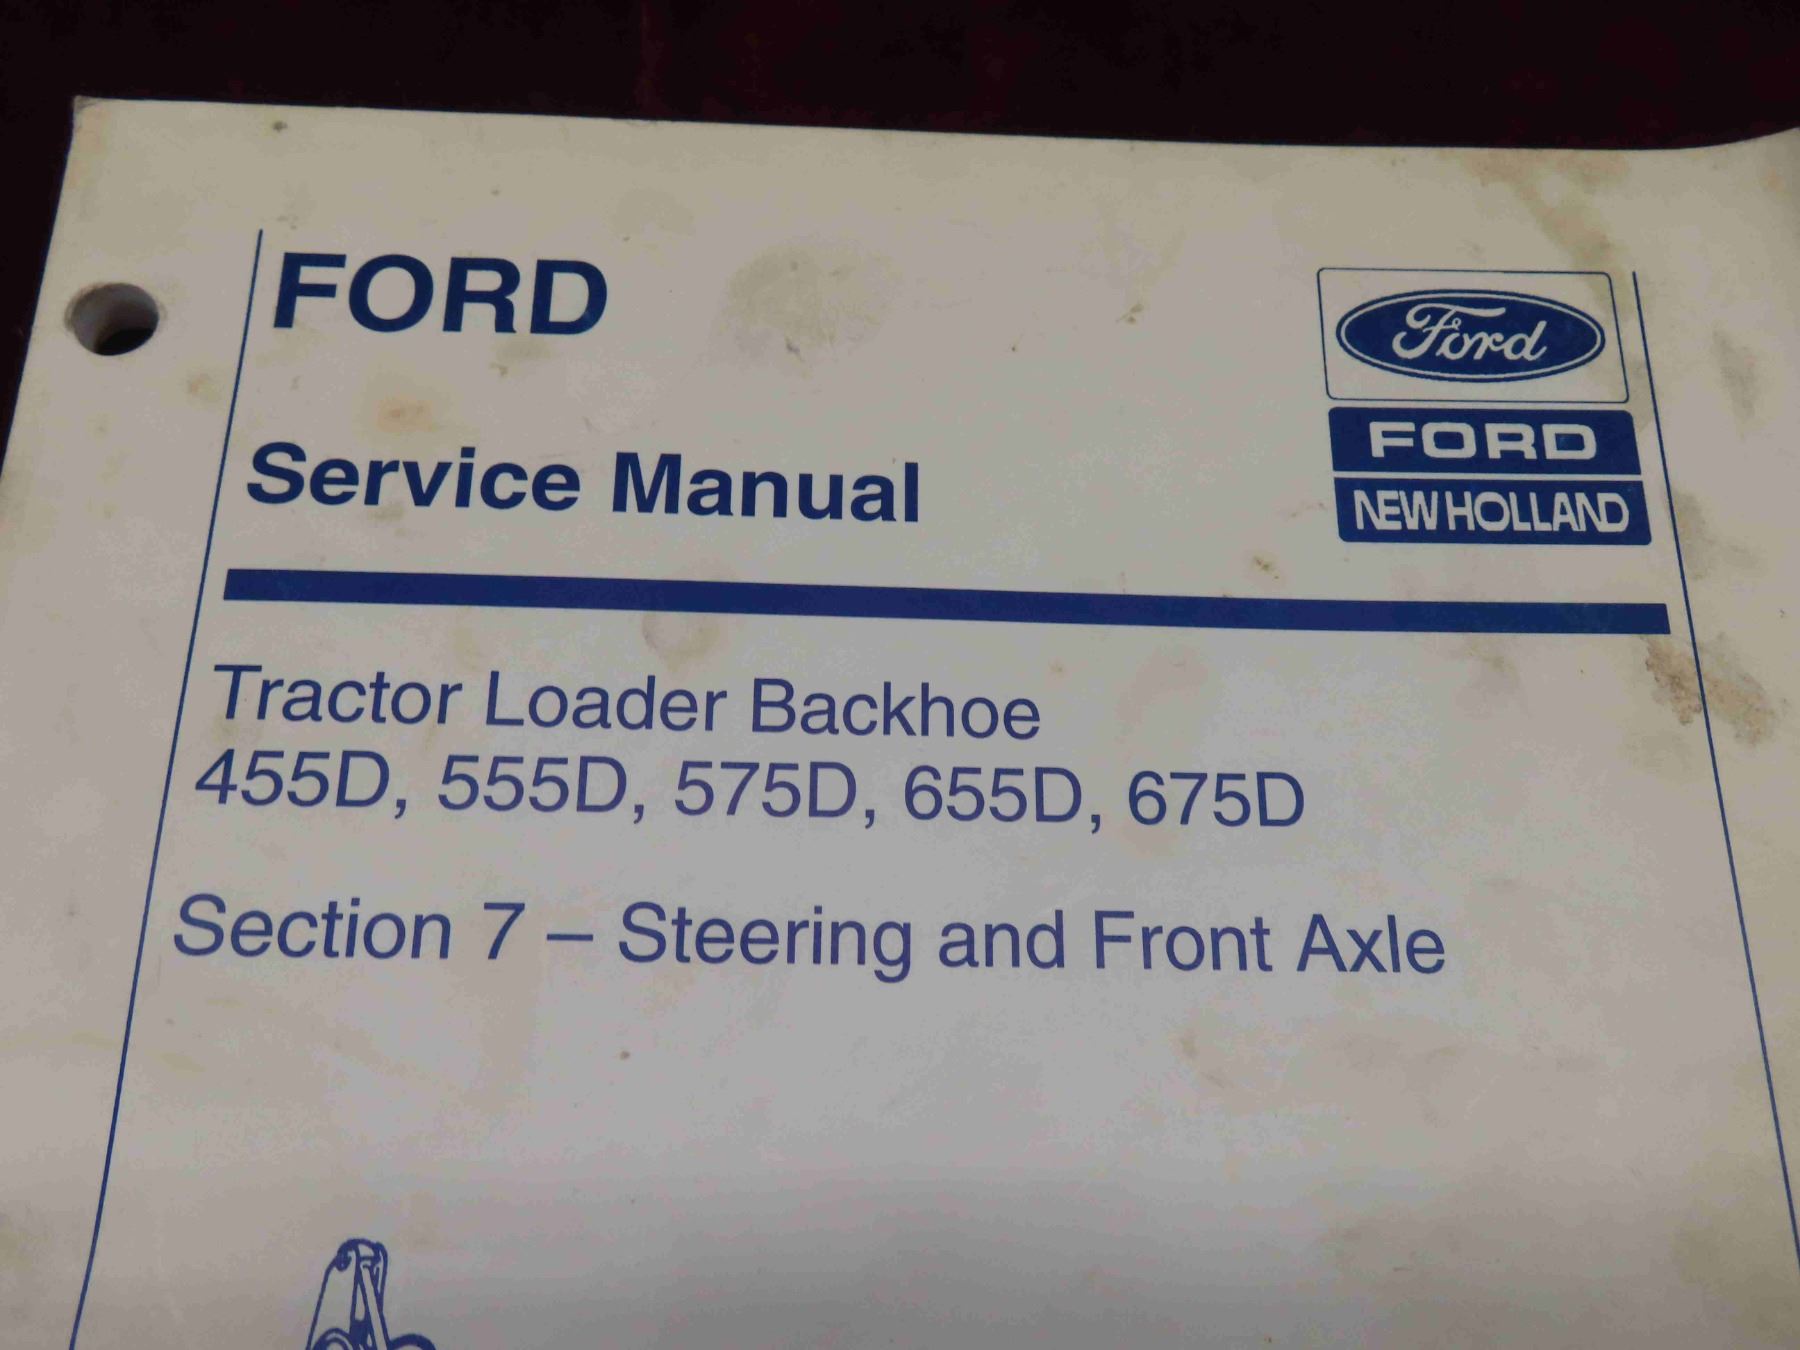 FORD
Service Manual
Ford
FORD
NEW HOLLAND
Tractor Loader Backhoe
455D, 555D, 575D, 655D, 675D
Section 7 – Steering and Front Axle